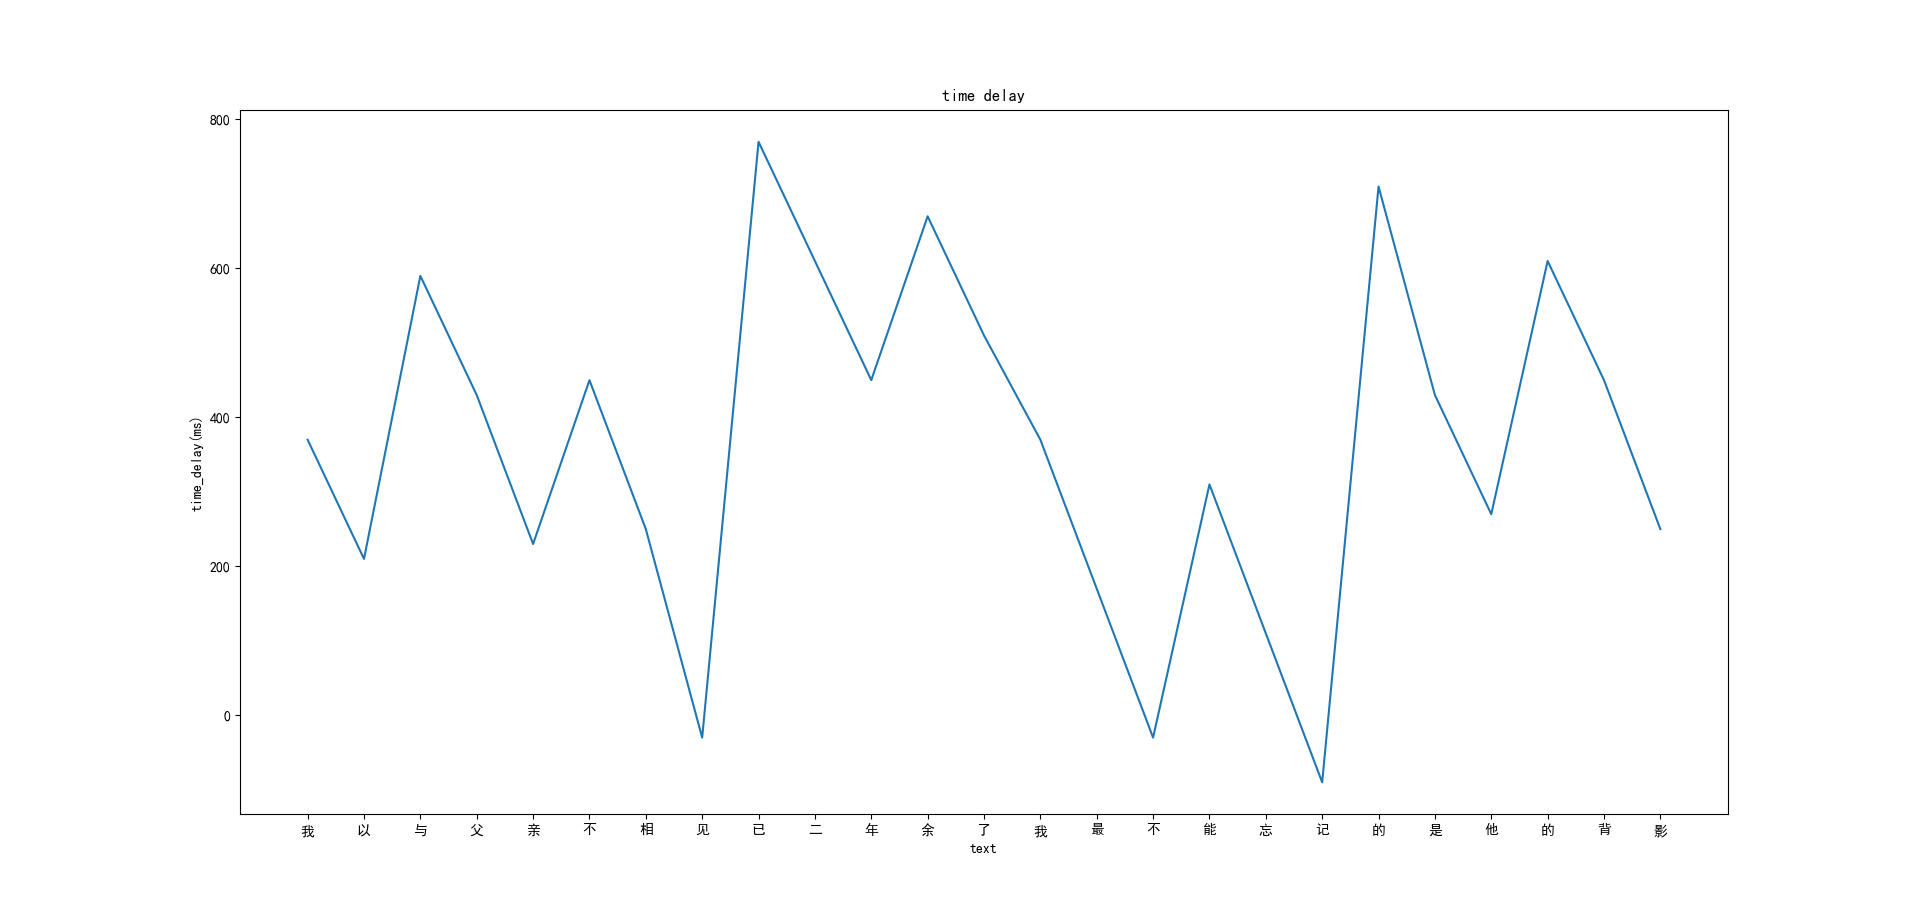 time delay
800
600
400
200
0
time_delay(ms)
我 以 与 父 亲 不 相 见 已 二 年 余 了 我 最 不 能 忘 记 的 是 他 的 背 影
text